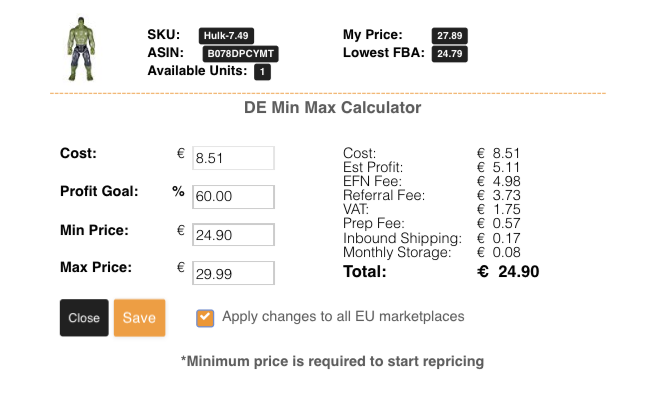 SKU: Hulk-7.49 My Price: 27.89
ASIN: B078DPCYMT Lowest FBA: 24.79
Available Units: 1
DE Min Max Calculator
Cost: € 8.51
Profit Goal: % 60.00
Min Price: € 24.90
Max Price: € 29.99
Cost: € 8.51
Est Profit: € 5.11
EFN Fee: € 4.98
Referral Fee: € 3.73
VAT: € 1.75
Prep Fee: € 0.57
Inbound Shipping: € 0.17
Monthly Storage: € 0.08
Total: € 24.90
Close Save Apply changes to all EU marketplaces
*Minimum price is required to start repricing